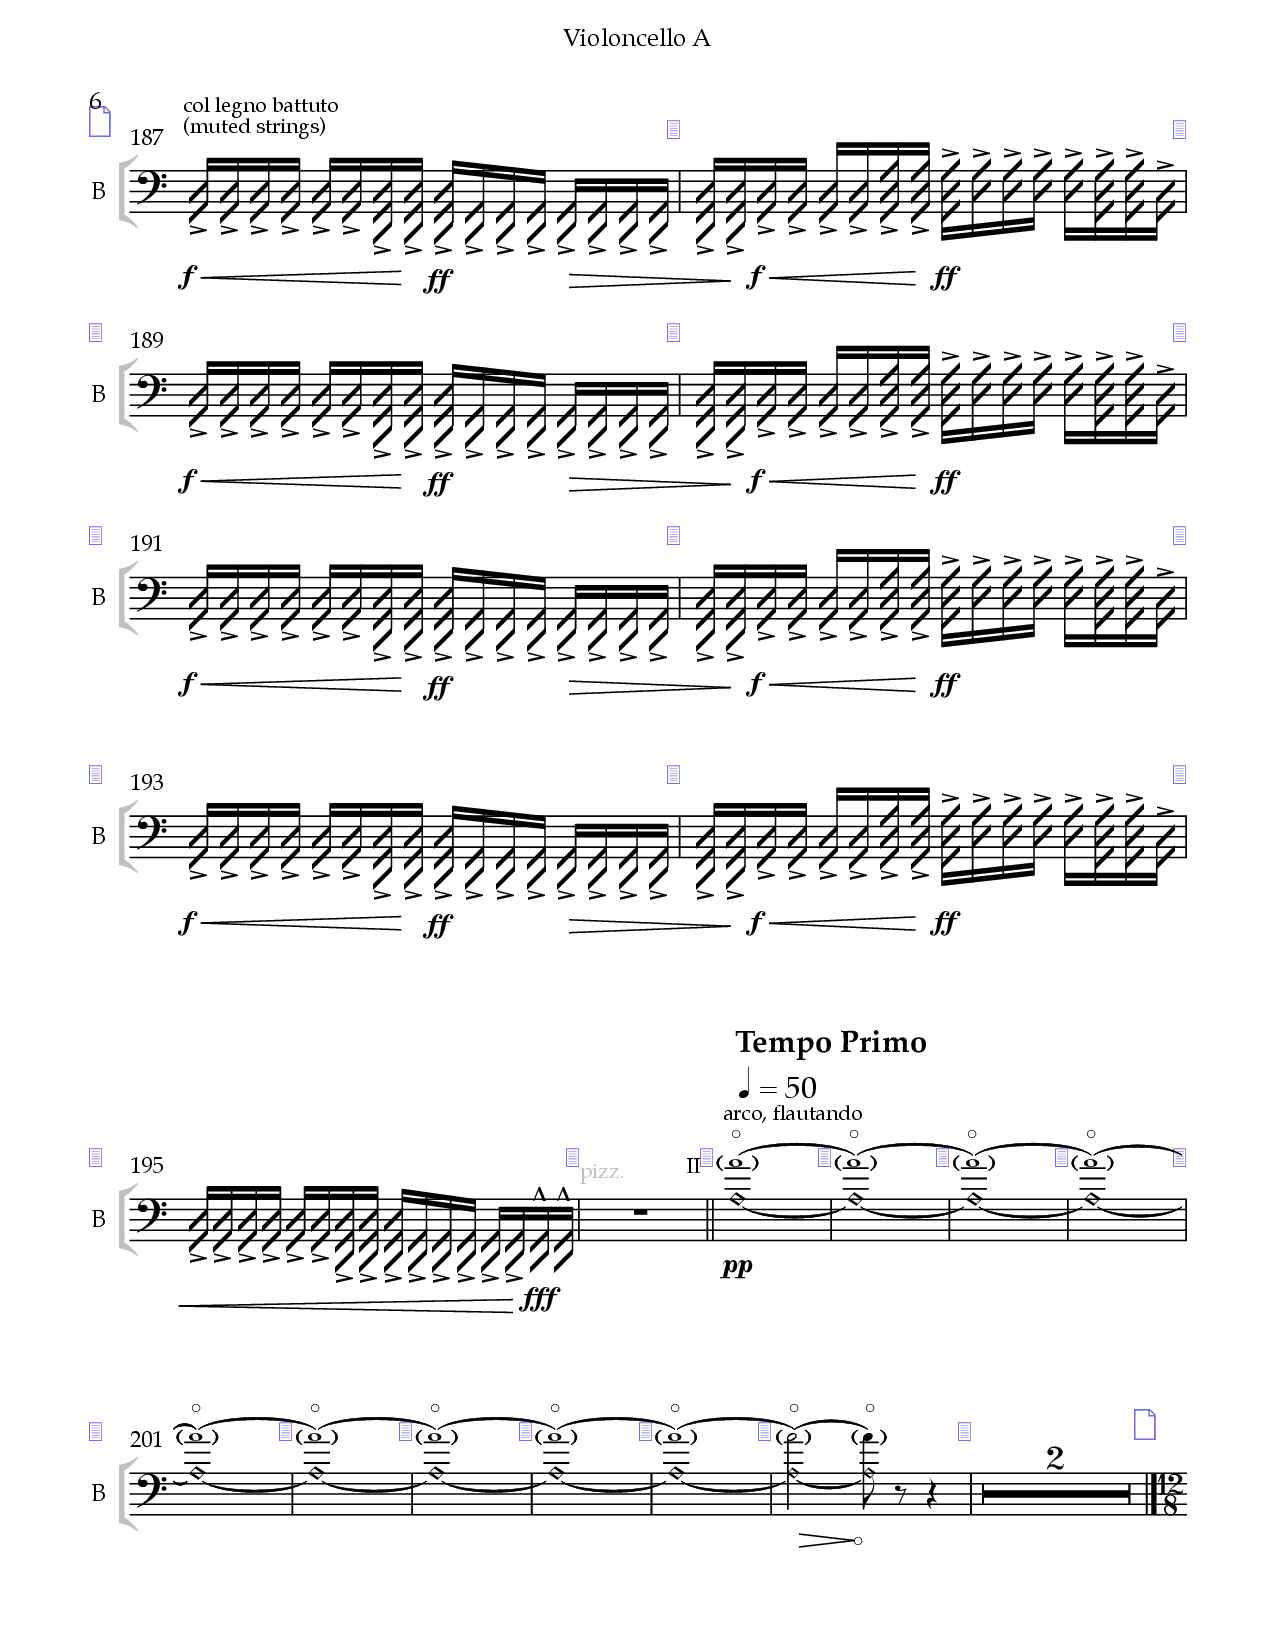 Violoncello A
6
col legno battuto
(muted strings)
187
B
f ff f ff
189
B
f ff f ff
191
B
f ff f ff
193
B
f ff f ff
Tempo Primo
♩ = 50
arco, flautando
195
pizz.
II
B
pp
fff
201
2
B
12
8